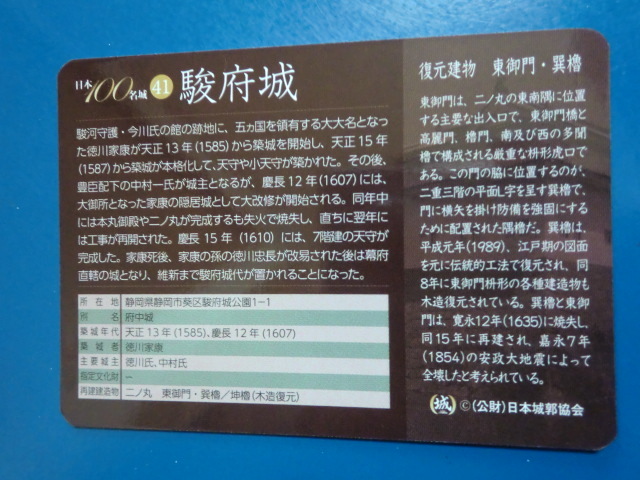 日本100名城 41 駿府城
駿河守護・今川氏の館の跡地に、五ヵ国を領有する大大名となっ
た徳川家康が天正13年(1585)から築城を開始し、天正15年
(1587)から築城が本格化して、天守や小天守が築かれた。その後、
豊臣配下の中村一氏が城主となるが、慶長12年(1607)には、
大御所となった家康の隠居城として大改修が開始される。同年中
には本丸御殿や二ノ丸が完成するも失火で焼失し、直ちに翌年に
は工事が再開された。慶長15年(1610)には、7階建の天守が
完成した。家康死後、家康の孫の徳川忠長が改易された後は幕府
直轄の城となり、維新まで駿府城代が置かれることになった。
所在地 静岡県静岡市葵区駿府城公園1-1
別名 府中城
築城年代 天正13年(1585)、慶長12年(1607)
築城者 徳川家康
主要城主 徳川氏、中村氏
指定文化財 ー
再建建造物 二ノ丸 東御門・巽櫓/坤櫓(木造復元)
復元建物 東御門・巽櫓
東御門は、二ノ丸の東南隅に位置
する主要な出入口で、東御門橋と
高麗門、櫓門、南及び西の多聞
櫓で構成される厳重な枡形虎口であ
る。この門の脇に位置するのが、
二重三階の平面L字を呈す巽櫓で、
門に横矢を掛け防備を強固にする
ために配置された隅櫓だ。巽櫓は、
平成元年(1989)、江戸期の図面
を元に伝統的工法で復元され、同
8年に東御門枡形の各種建造物も
木造復元されている。巽櫓と東御
門は、寛永12年(1635)に焼失し、
同15年に再建され、嘉永7年
(1854)の安政大地震によって
全壊したと考えられている。
城 ©(公財)日本城郭協会